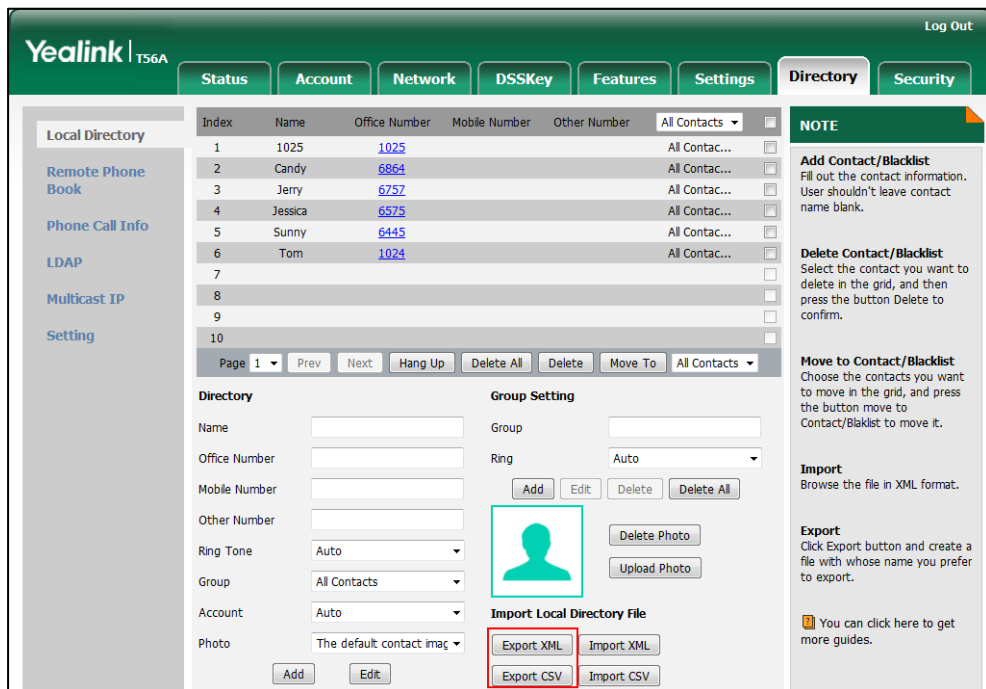 Log Out
Yealink T56A
Status Account Network DSSKey Features Settings Directory Security
Local Directory
Remote Phone
Book
Phone Call Info
LDAP
Multicast IP
Setting
Index Name Office Number Mobile Number Other Number All Contacts
1 1025 1025 All Contac...
2 Candy 6864 All Contac...
3 Jerry 6757 All Contac...
4 Jessica 6575 All Contac...
5 Sunny 6445 All Contac...
6 Tom 1024 All Contac...
7
8
9
10
Page 1 Prev Next Hang Up Delete All Delete Move To All Contacts
Directory
Name
Office Number
Mobile Number
Other Number
Ring Tone Auto
Group All Contacts
Account Auto
Photo The default contact imag
Add Edit
Group Setting
Group
Ring Auto
Add Edit Delete Delete All
Delete Photo
Upload Photo
Import Local Directory File
Export XML Import XML
Export CSV Import CSV
NOTE
Add Contact/Blacklist
Fill out the contact information.
User shouldn't leave contact
name blank.
Delete Contact/Blacklist
Select the contact you want to
delete in the grid, and then
press the button Delete to
confirm.
Move to Contact/Blacklist
Choose the contacts you want
to move in the grid, and press
the button move to
Contact/Blaklist to move it.
Import
Browse the file in XML format.
Export
Click Export button and create a
file with whose name you prefer
to export.
You can click here to get
more guides.